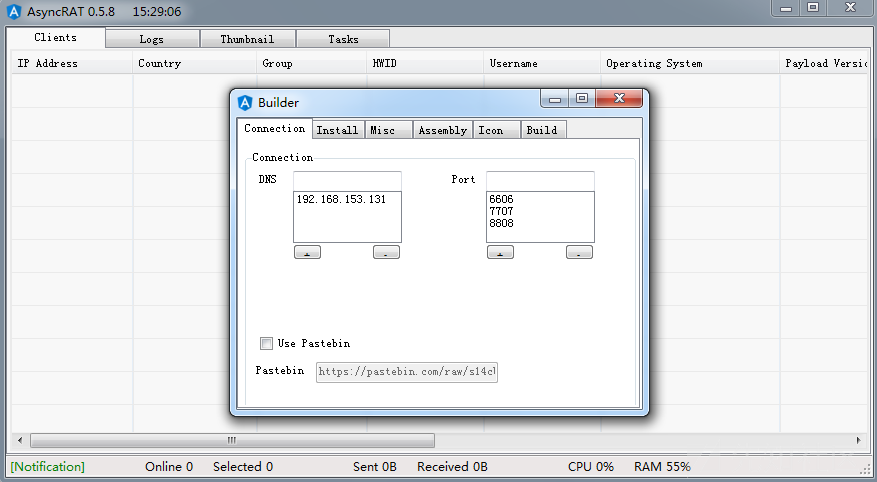 AsyncRAT 0.5.8 15:29:06
Clients Logs Thumbnail Tasks
IP Address Country Group HWID Username Operating System Payload Versio
Builder
Connection Install Misc Assembly Icon Build
Connection
DNS Port
192.168.153.131 6606
7707
8808
+ - + -
Use Pastebin
Pastebin https://pastebin.com/raw/s14cU
[Notification] Online 0 Selected 0 Sent 0B Received 0B CPU 0% RAM 55%